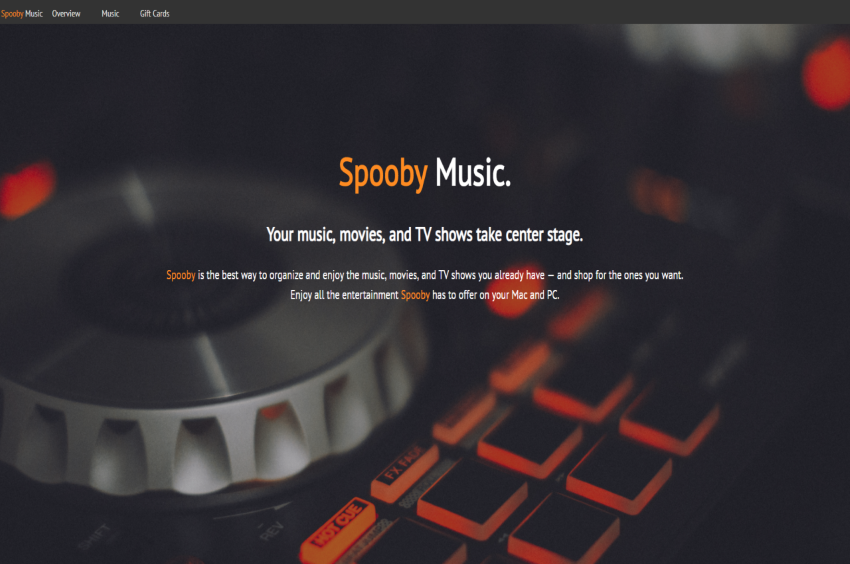 Spooby Music Overview Music Gift Cards
Spooby Music.
Your music, movies, and TV shows take center stage.
Spooby is the best way to organize and enjoy the music, movies, and TV shows you already have — and shop for the ones you want.
Enjoy all the entertainment Spooby has to offer on your Mac and PC.
FX FADE
HOT CUE
SHIFT
REV